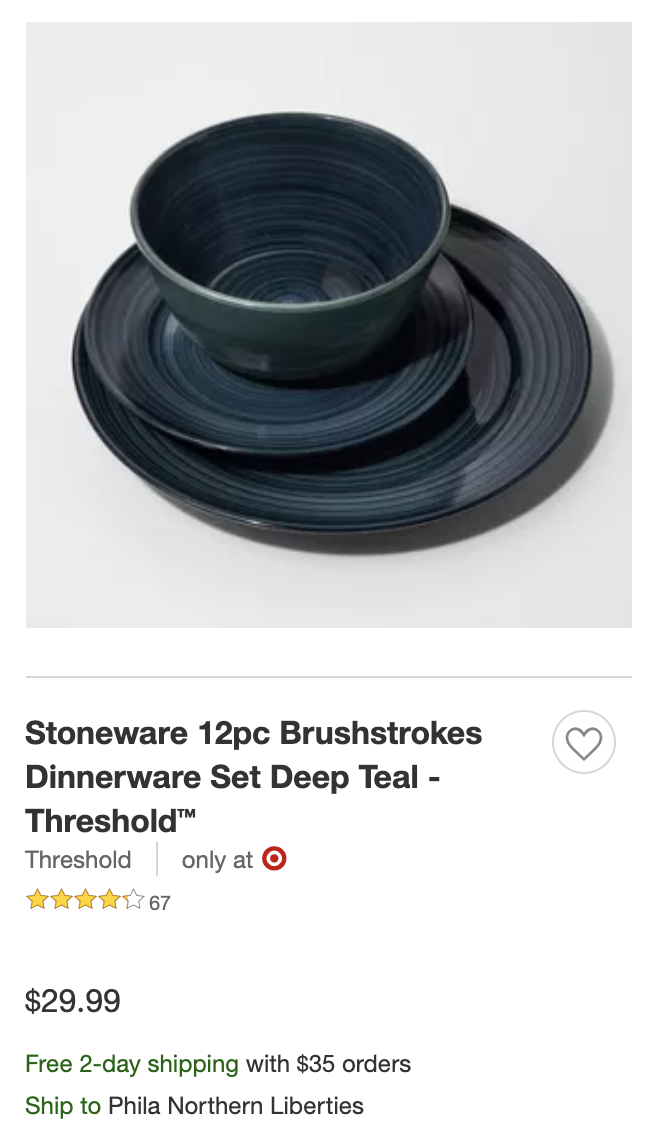 Stoneware 12pc Brushstrokes
Dinnerware Set Deep Teal -
Threshold™
Threshold only at
67
$29.99
Free 2-day shipping with $35 orders
Ship to Phila Northern Liberties